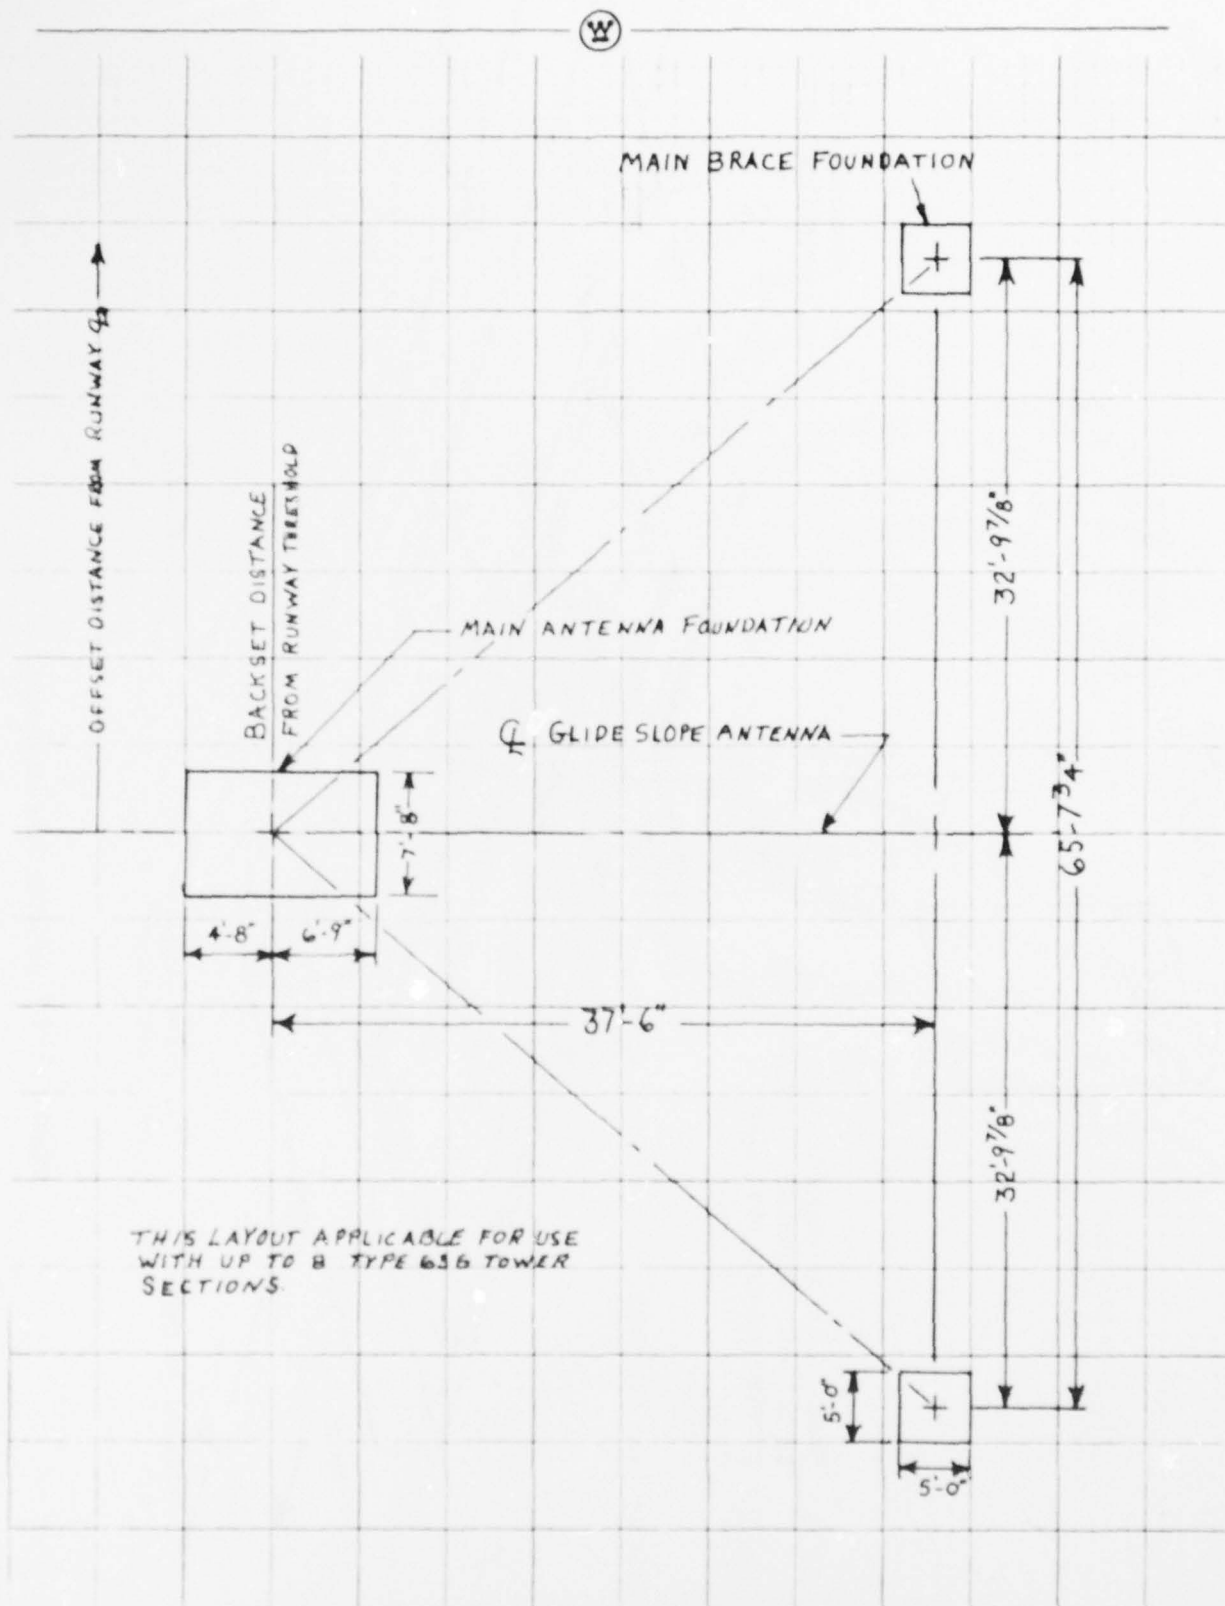 W
MAIN BRACE FOUNDATION
OFFSET DISTANCE FROM RUNWAY ℄
BACKSET DISTANCE
FROM RUNWAY THRESHOLD
32'-9 7/8"
MAIN ANTENNA FOUNDATION
℄ GLIDE SLOPE ANTENNA
65'-7 3/4"
7'-8"
4'-8"
6'-9"
37'-6"
32'-9 7/8"
THIS LAYOUT APPLICABLE FOR USE
WITH UP TO 8 TYPE TOWER
SECTIONS.
5'-0"
5'-0"